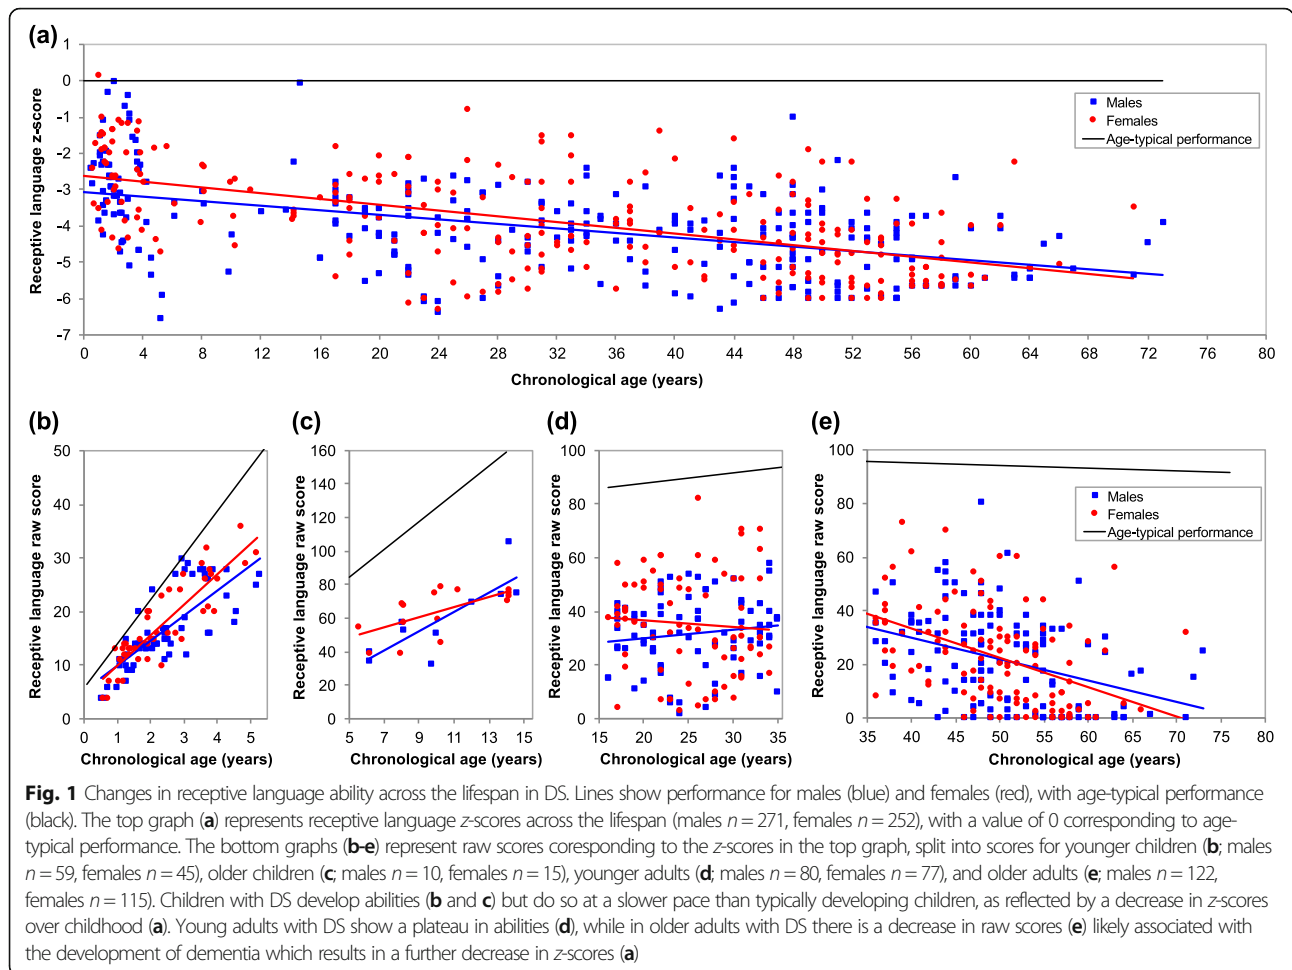 (a)
1
0
-1
-2
-3
-4
-5
-6
-7
Receptive language z-score
Males
Females
Age-typical performance
0 4 8 12 16 20 24 28 32 36 40 44 48 52 56 60 64 68 72 76 80
Chronological age (years)
(b)
50
40
30
20
10
0
Receptive language raw score
1 2 3 4 5
Chronological age (years)
(c)
160
140
120
100
80
60
40
20
0
Receptive language raw score
5 6 7 8 9 10 11 12 13 14 15
Chronological age (years)
(d)
100
80
60
40
20
0
Receptive language raw score
15 20 25 30 35
Chronological age (years)
(e)
100
80
60
40
20
0
Receptive language raw score
Males
Females
Age-typical performance
35 40 45 50 55 60 65 70 75 80
Chronological age (years)
Fig. 1 Changes in receptive language ability across the lifespan in DS. Lines show performance for males (blue) and females (red), with age-typical performance
(black). The top graph (a) represents receptive language z-scores across the lifespan (males n = 271, females n = 252), with a value of 0 corresponding to age-
typical performance. The bottom graphs (b-e) represent raw scores coresponding to the z-scores in the top graph, split into scores for younger children (b; males
n = 59, females n = 45), older children (c; males n = 10, females n = 15), younger adults (d; males n = 80, females n = 77), and older adults (e; males n = 122,
females n = 115). Children with DS develop abilities (b and c) but do so at a slower pace than typically developing children, as reflected by a decrease in z-scores
over childhood (a). Young adults with DS show a plateau in abilities (d), while in older adults with DS there is a decrease in raw scores (e) likely associated with
the development of dementia which results in a further decrease in z-scores (a)